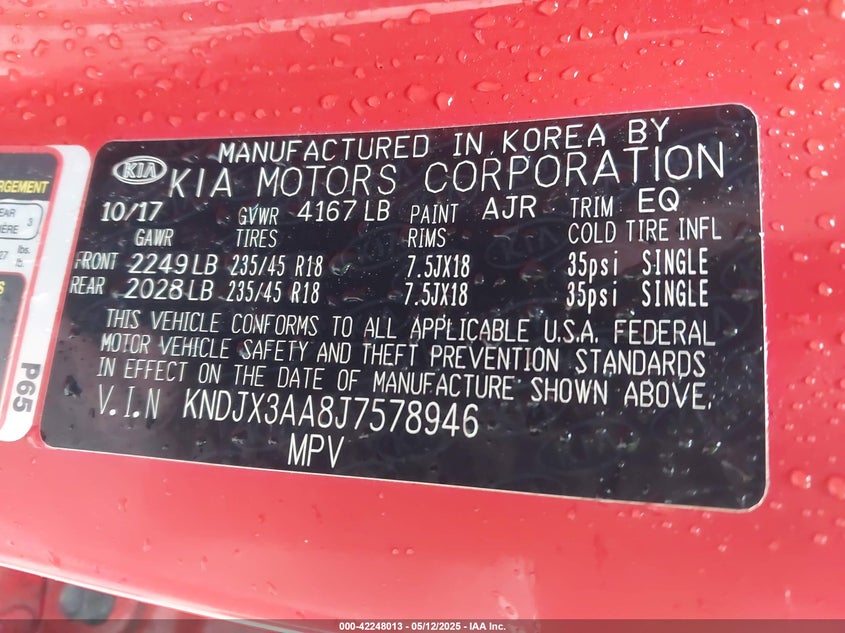 MANUFACTURED IN KOREA BY
KIA KIA MOTORS CORPORATION
10/17 GVWR 4167 LB PAINT AJR TRIM EQ
GAWR TIRES RIMS COLD TIRE INFL
FRONT 2249 LB 235/45 R18 7.5JX18 35psi SINGLE
REAR 2028 LB 235/45 R18 7.5JX18 35psi SINGLE
THIS VEHICLE CONFORMS TO ALL APPLICABLE U.S.A. FEDERAL
MOTOR VEHICLE SAFETY AND THEFT PREVENTION STANDARDS
IN EFFECT ON THE DATE OF MANUFACTURE SHOWN ABOVE.
V.I.N KNDJX3AA8J7578946
MPV
3
lbs.
P65
000-42248013 - 05/12/2025 - IAA Inc.